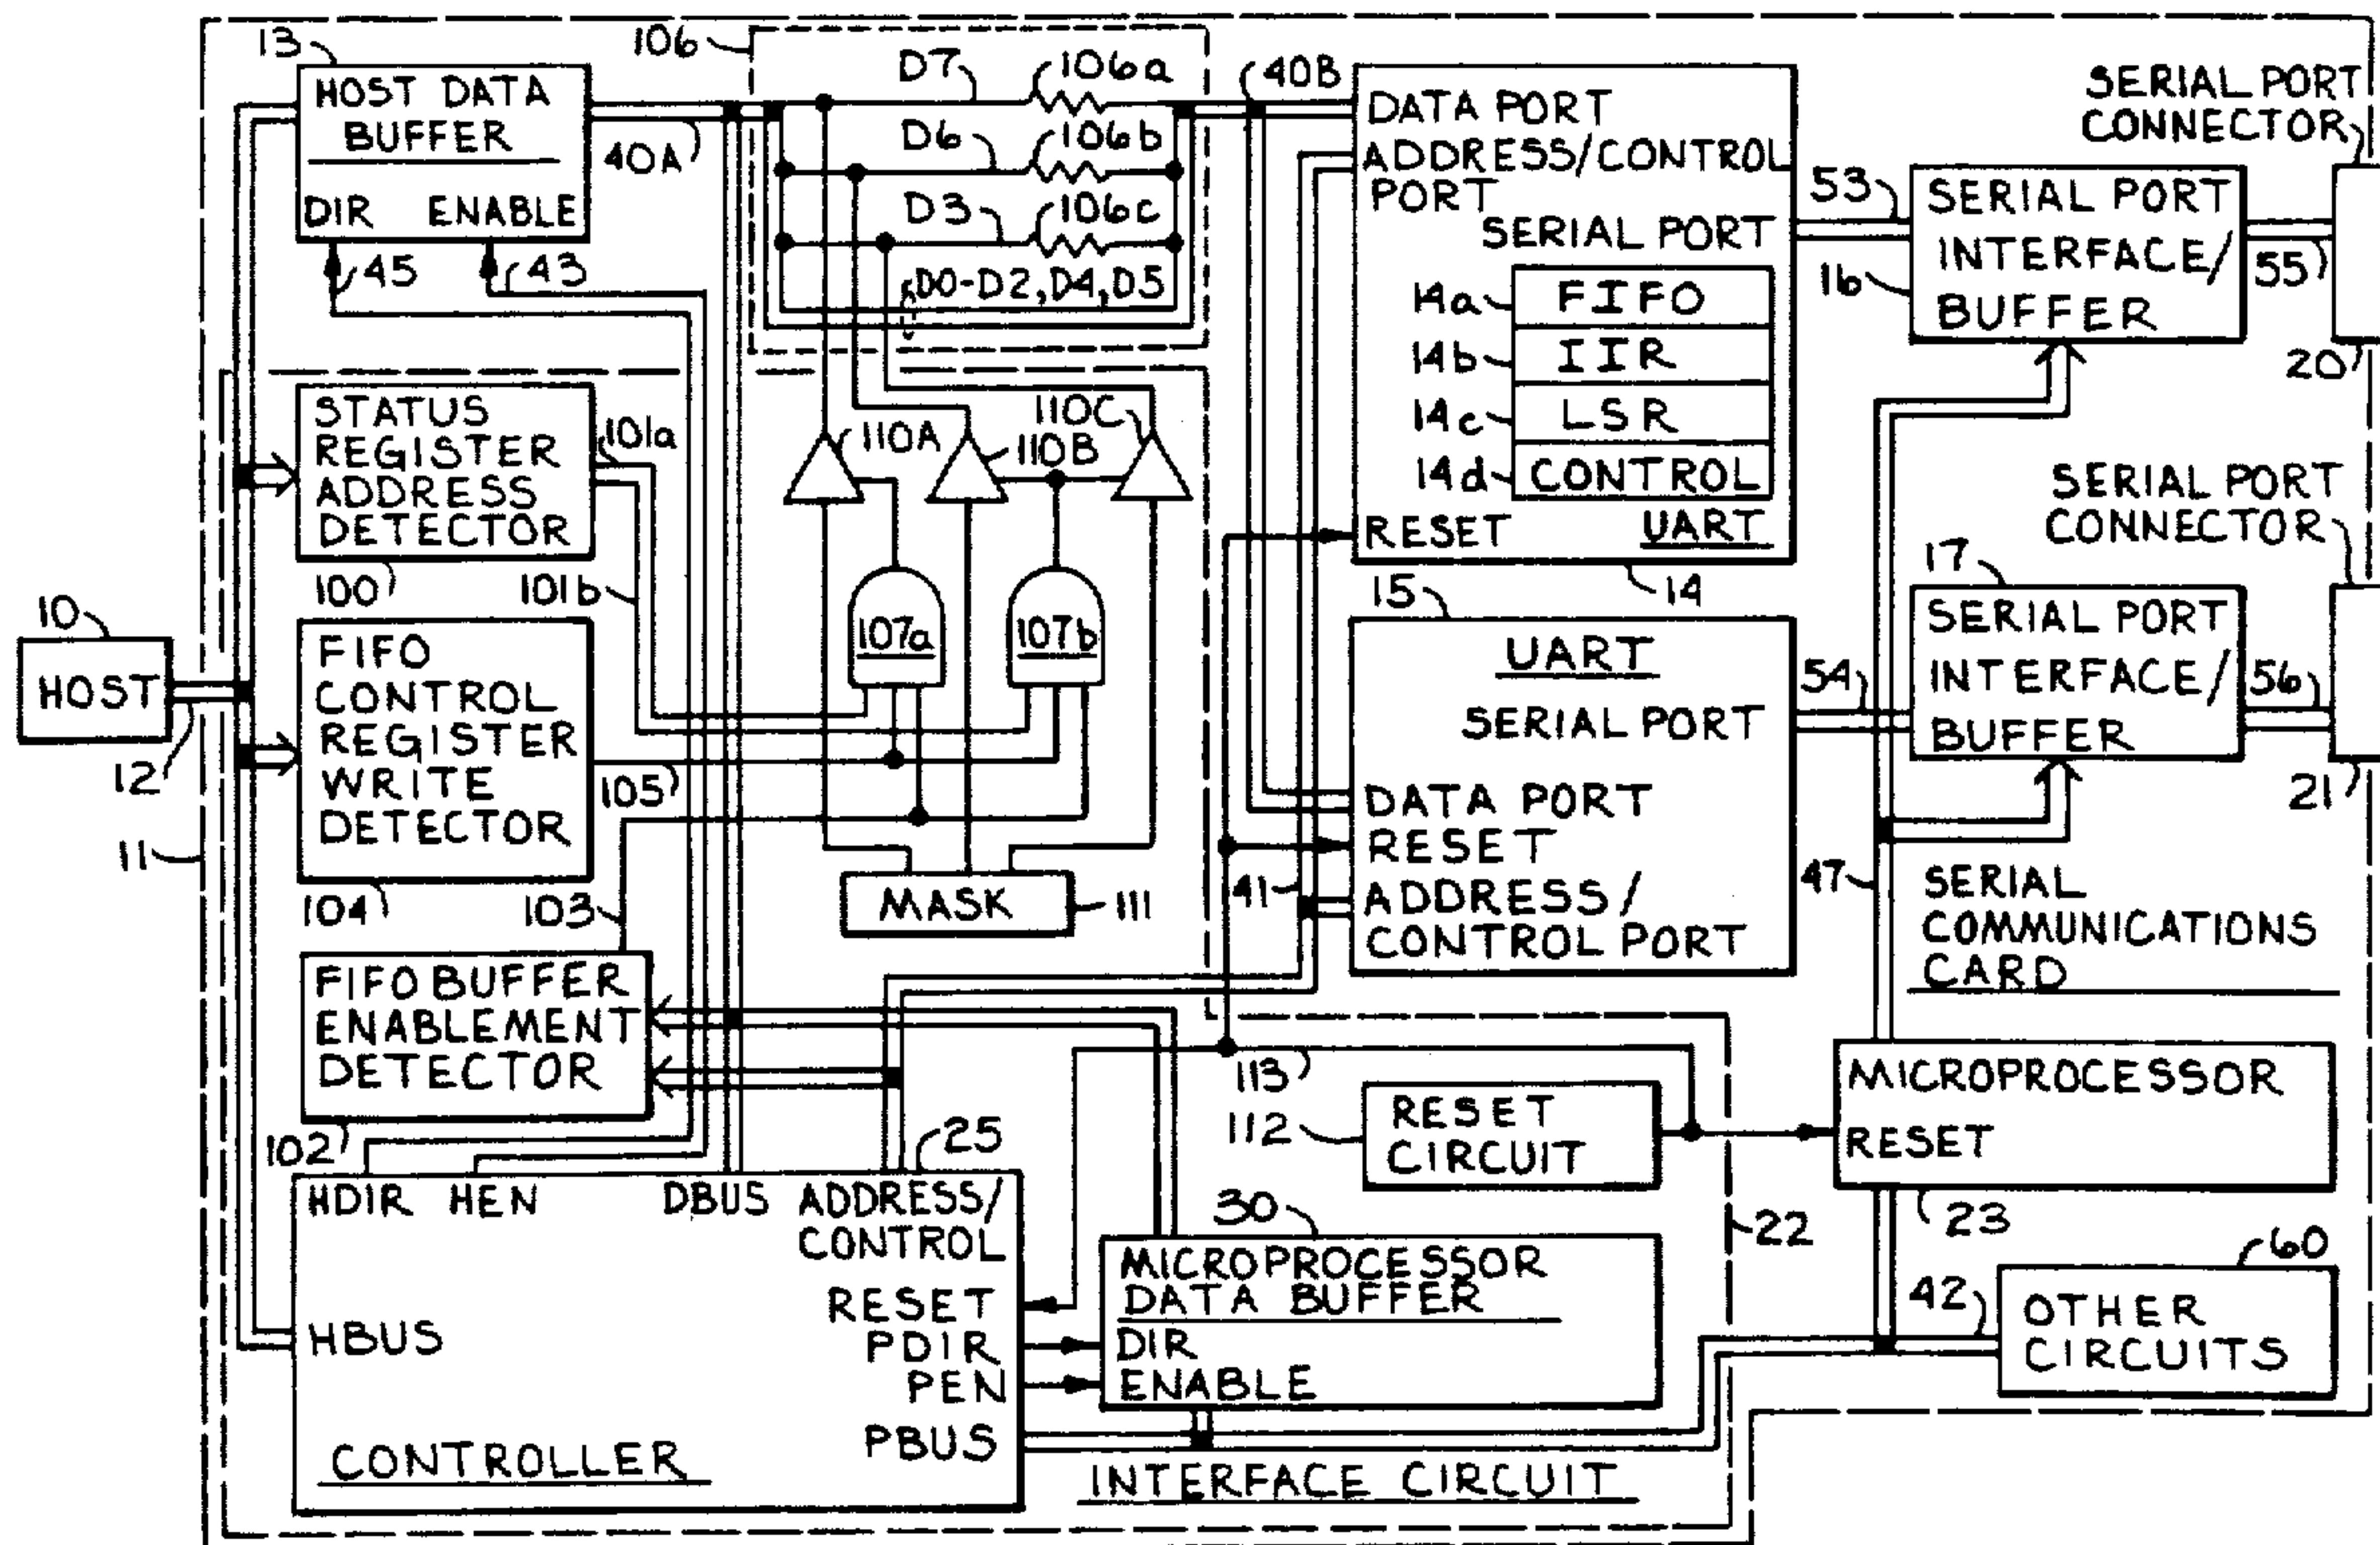 13
HOST DATA
BUFFER
DIR ENABLE
45
43
40A
106
D7
106a
D6
106b
D3
106c
D0-D2, D4, D5
40B
DATA PORT
ADDRESS/CONTROL
PORT
SERIAL PORT
14a
FIFO
14b
IIR
14c
LSR
14d
CONTROL
RESET
UART
14
53
SERIAL PORT
INTERFACE/
BUFFER
16
55
SERIAL PORT
CONNECTOR
20
STATUS
REGISTER
ADDRESS
DETECTOR
100
101a
101b
110A
110B
110C
107a
107b
10
HOST
12
11
FIFO
CONTROL
REGISTER
WRITE
DETECTOR
104
105
103
MASK
111
15
UART
SERIAL PORT
DATA PORT
RESET
ADDRESS/
CONTROL PORT
41
54
17
SERIAL PORT
INTERFACE/
BUFFER
56
SERIAL PORT
CONNECTOR
21
47
SERIAL
COMMUNICATIONS
CARD
FIFO BUFFER
ENABLEMENT
DETECTOR
102
113
112
RESET
CIRCUIT
MICROPROCESSOR
RESET
23
22
25
HDIR HEN DBUS ADDRESS/
CONTROL
RESET
PDIR
PEN
PBUS
HBUS
CONTROLLER
30
MICROPROCESSOR
DATA BUFFER
DIR
ENABLE
INTERFACE CIRCUIT
42
60
OTHER
CIRCUITS